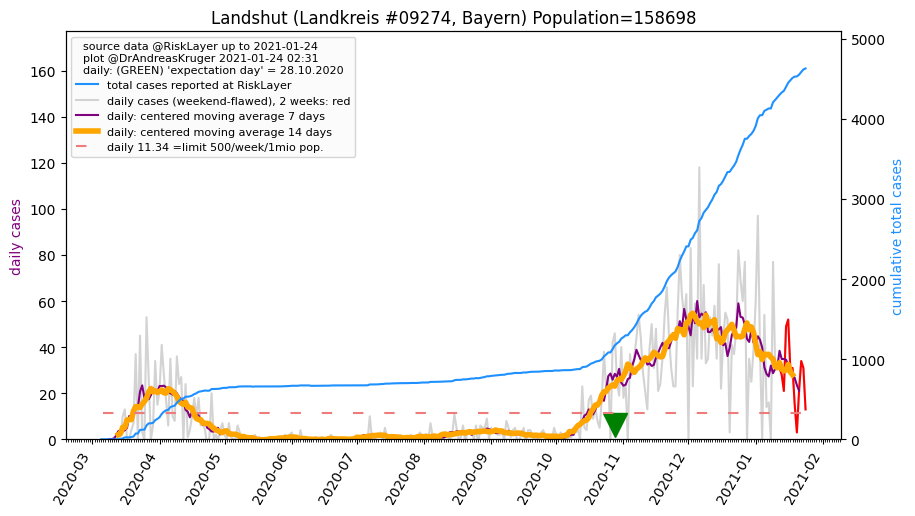 Landshut (Landkreis #09274, Bayern) Population=158698
source data @RiskLayer up to 2021-01-24
plot @DrAndreasKruger 2021-01-24 02:31
daily: (GREEN) 'expectation day' = 28.10.2020
total cases reported at RiskLayer
daily cases (weekend-flawed), 2 weeks: red
daily: centered moving average 7 days
daily: centered moving average 14 days
daily 11.34 =limit 500/week/1mio pop.
daily cases
160
140
120
100
80
60
40
20
0
cumulative total cases
5000
4000
3000
2000
1000
0
2020-03
2020-04
2020-05
2020-06
2020-07
2020-08
2020-09
2020-10
2020-11
2020-12
2021-01
2021-02